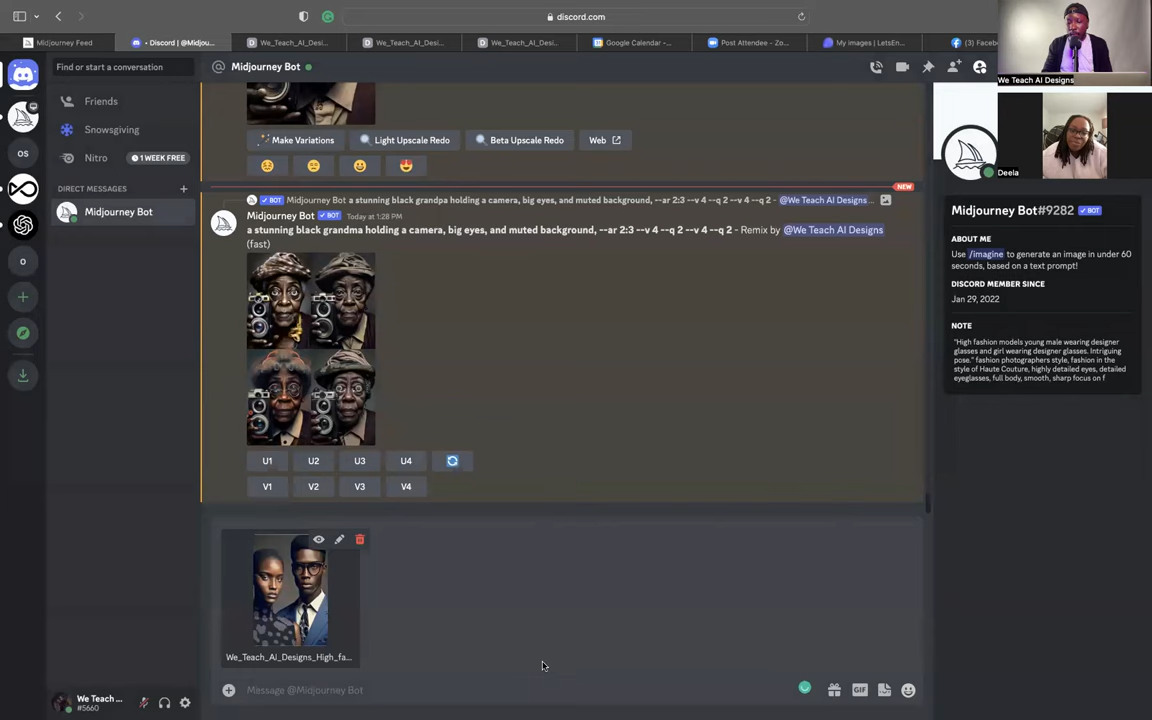 discord.com
Midjourney Feed
• Discord | @Midjou...
We_Teach_AI_Desi...
We_Teach_AI_Desi...
We_Teach_AI_Desi...
Google Calendar -...
Post Attendee - Zo...
My images | LetsEn...
Faceb
We Teach AI Designs
Find or start a conversation
Midjourney Bot
Friends
Snowsgiving
Nitro
1 WEEK FREE
DIRECT MESSAGES
Midjourney Bot
OS
O
Make Variations
Light Upscale Redo
Beta Upscale Redo
Web
NEW
BOT Midjourney Bot a stunning black grandpa holding a camera, big eyes, and muted background, --ar 2:3 --v 4 --q 2 --v 4 --q 2 - @We Teach AI Designs ...
Midjourney Bot BOT Today at 1:28 PM
a stunning black grandma holding a camera, big eyes, and muted background, --ar 2:3 --v 4 --q 2 --v 4 --q 2 - Remix by @We Teach AI Designs
(fast)
U1 U2 U3 U4
V1 V2 V3 V4
We_Teach_AI_Designs_High_fa...
Message @Midjourney Bot
GIF
We Teach ...
#5660
Deela
Midjourney Bot#9282 BOT
ABOUT ME
Use /imagine to generate an image in under 60
seconds, based on a text prompt!
DISCORD MEMBER SINCE
Jan 29, 2022
NOTE
"High fashion models young male wearing designer
glasses and girl wearing designer glasses. Intriguing
pose." fashion photographers style, fashion in the
style of Haute Couture, highly detailed eyes, detailed
eyeglasses, full body, smooth, sharp focus on f